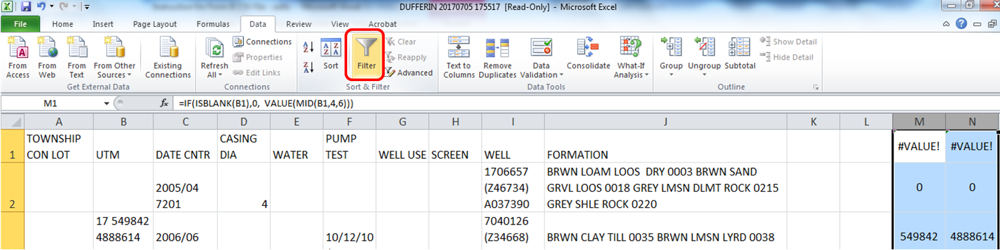 DUFFERIN 20170705 175517 [Read-Only] - Microsoft Excel
File Home Insert Page Layout Formulas Data Review View Acrobat
From Access From Web From Text From Other Sources Existing Connections Refresh All Connections Properties Edit Links Sort Filter Clear Reapply Advanced Text to Columns Remove Duplicates Data Validation Consolidate What-If Analysis Group Ungroup Subtotal Show Detail Hide Detail
Get External Data Connections Sort & Filter Data Tools Outline
M1 fx =IF(ISBLANK(B1),0, VALUE(MID(B1,4,6)))
A B C D E F G H I J K L M N
TOWNSHIP CASING PUMP
1 CON LOT UTM DATE CNTR DIA WATER TEST WELL USE SCREEN WELL FORMATION #VALUE! #VALUE!
1706657 BRWN LOAM LOOS DRY 0003 BRWN SAND
2005/04 (Z46734) GRVL LOOS 0018 GREY LMSN DLMT ROCK 0215 0 0
2 7201 4 A037390 GREY SHLE ROCK 0220
17 549842 7040126
4888614 2006/06 10/12/10 (Z34668) BRWN CLAY TILL 0035 BRWN LMSN LYRD 0038 549842 4888614